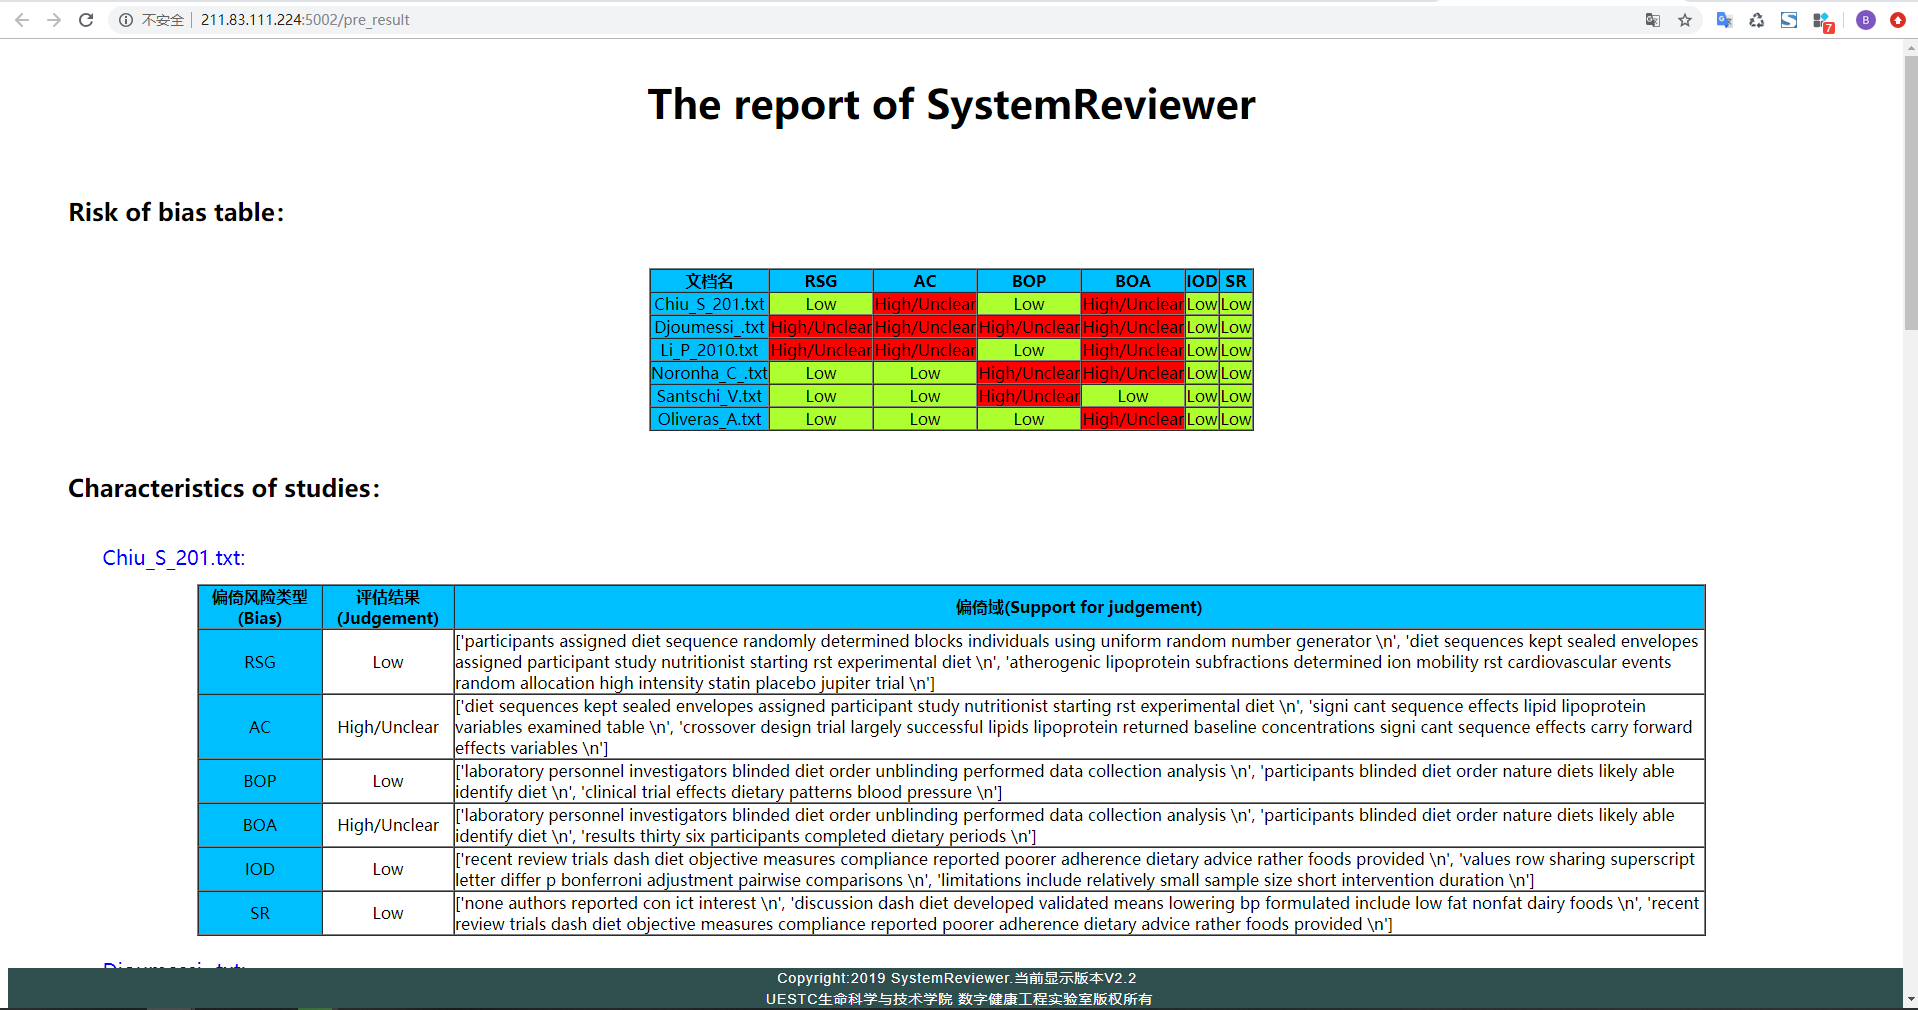 不安全 211.83.111.224:5002/pre_result
7
B
The report of SystemReviewer
Risk of bias table:
文档名 RSG AC BOP BOA IOD SR
Chiu_S_201.txt Low High/Unclear Low High/Unclear Low Low
Djoumessi_.txt High/Unclear High/Unclear High/Unclear High/Unclear Low Low
Li_P_2010.txt High/Unclear High/Unclear Low High/Unclear Low Low
Noronha_C_.txt Low Low High/Unclear High/Unclear Low Low
Santschi_V.txt Low Low High/Unclear Low Low Low
Oliveras_A.txt Low Low Low High/Unclear Low Low
Characteristics of studies:
Chiu_S_201.txt:
偏倚风险类型 评估结果 偏倚域(Support for judgement)
(Bias) (Judgement)
RSG Low ['participants assigned diet sequence randomly determined blocks individuals using uniform random number generator \n', 'diet sequences kept sealed envelopes
assigned participant study nutritionist starting rst experimental diet \n', 'atherogenic lipoprotein subfractions determined ion mobility rst cardiovascular events
random allocation high intensity statin placebo jupiter trial \n']
AC High/Unclear ['diet sequences kept sealed envelopes assigned participant study nutritionist starting rst experimental diet \n', 'signi cant sequence effects lipid lipoprotein
variables examined table \n', 'crossover design trial largely successful lipids lipoprotein returned baseline concentrations signi cant sequence effects carry forward
effects variables \n']
BOP Low ['laboratory personnel investigators blinded diet order unblinding performed data collection analysis \n', 'participants blinded diet order nature diets likely able
identify diet \n', 'clinical trial effects dietary patterns blood pressure \n']
BOA High/Unclear ['laboratory personnel investigators blinded diet order unblinding performed data collection analysis \n', 'participants blinded diet order nature diets likely able
identify diet \n', 'results thirty six participants completed dietary periods \n']
IOD Low ['recent review trials dash diet objective measures compliance reported poorer adherence dietary advice rather foods provided \n', 'values row sharing superscript
letter differ p bonferroni adjustment pairwise comparisons \n', 'limitations include relatively small sample size short intervention duration \n']
SR Low ['none authors reported con ict interest \n', 'discussion dash diet developed validated means lowering bp formulated include low fat nonfat dairy foods \n', 'recent
review trials dash diet objective measures compliance reported poorer adherence dietary advice rather foods provided \n']
Djoumessi_.txt:
Copyright:2019 SystemReviewer.当前显示版本V2.2
UESTC生命科学与技术学院 数字健康工程实验室版权所有